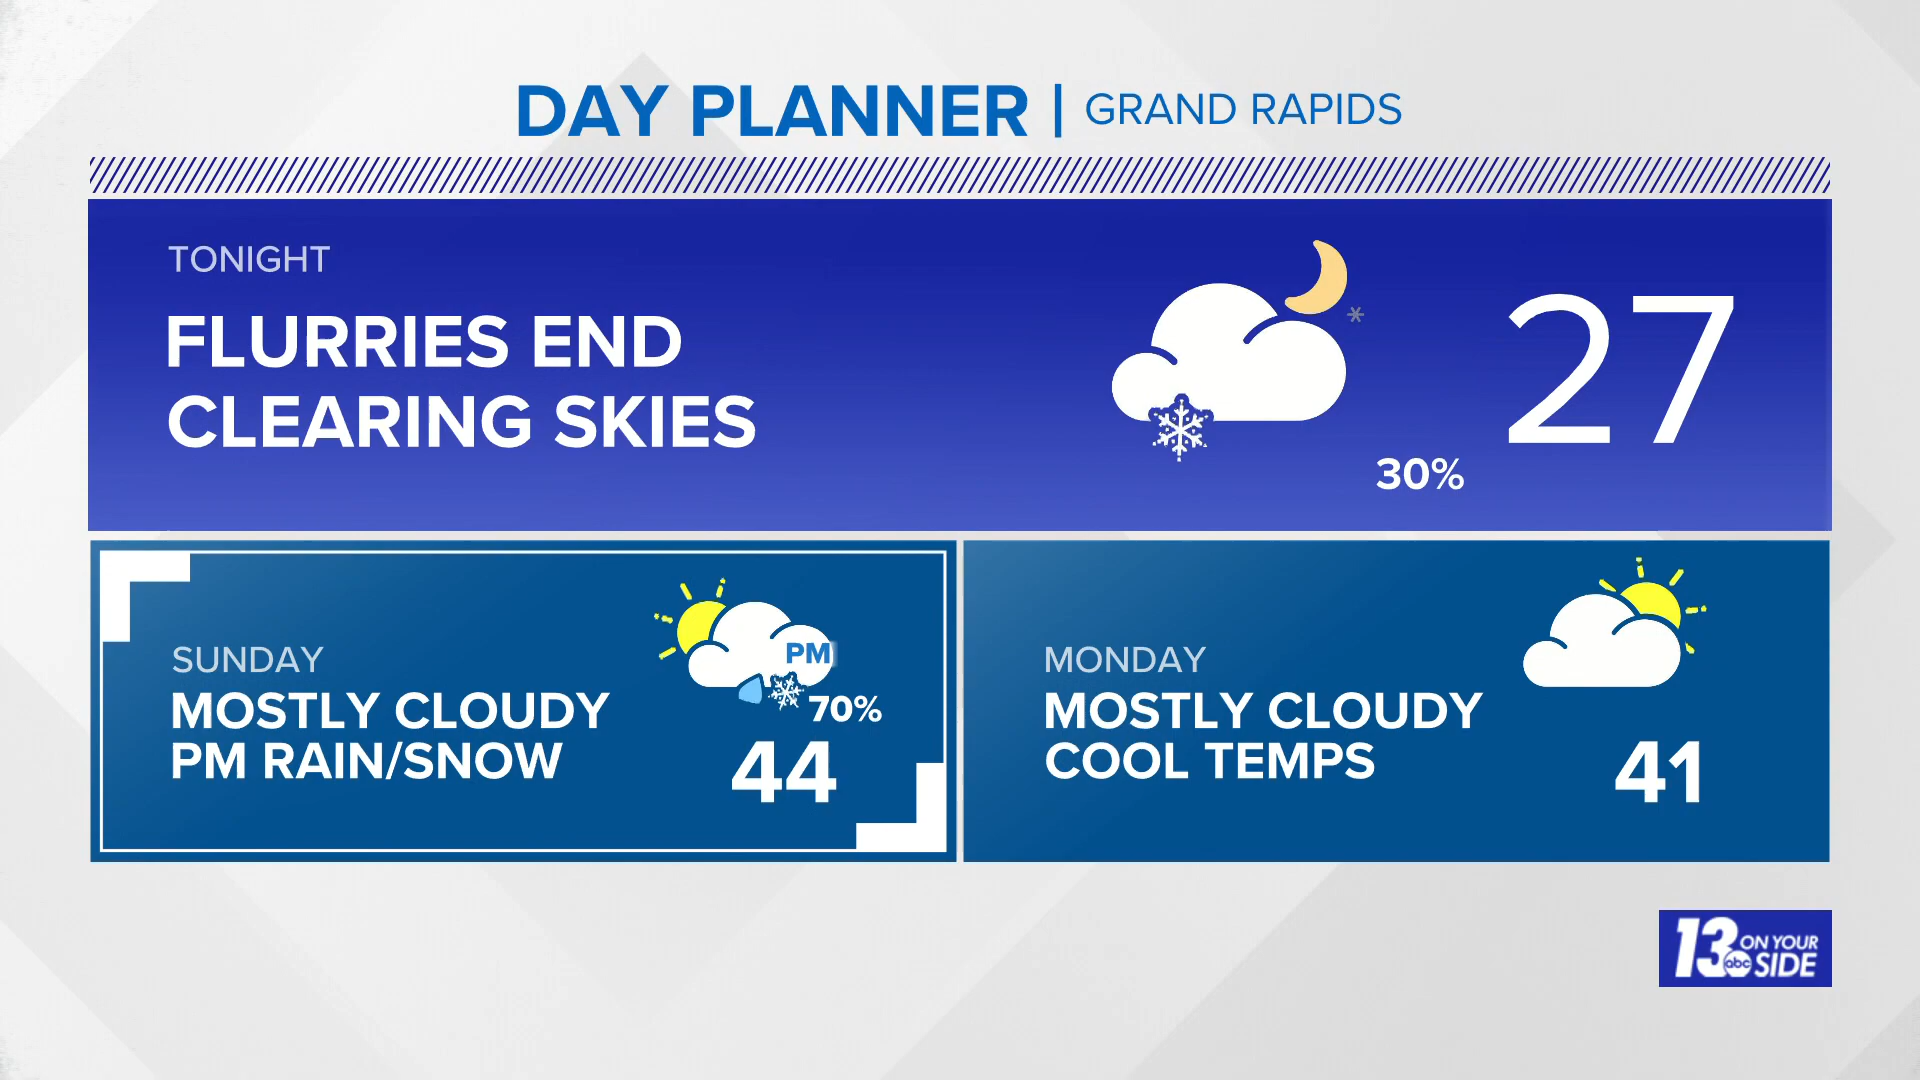 DAY PLANNER | GRAND RAPIDS
TONIGHT
FLURRIES END
CLEARING SKIES
27
30%
SUNDAY
MOSTLY CLOUDY
PM RAIN/SNOW
PM
70%
44
MONDAY
MOSTLY CLOUDY
COOL TEMPS
41
13 abc ON YOUR
SIDE